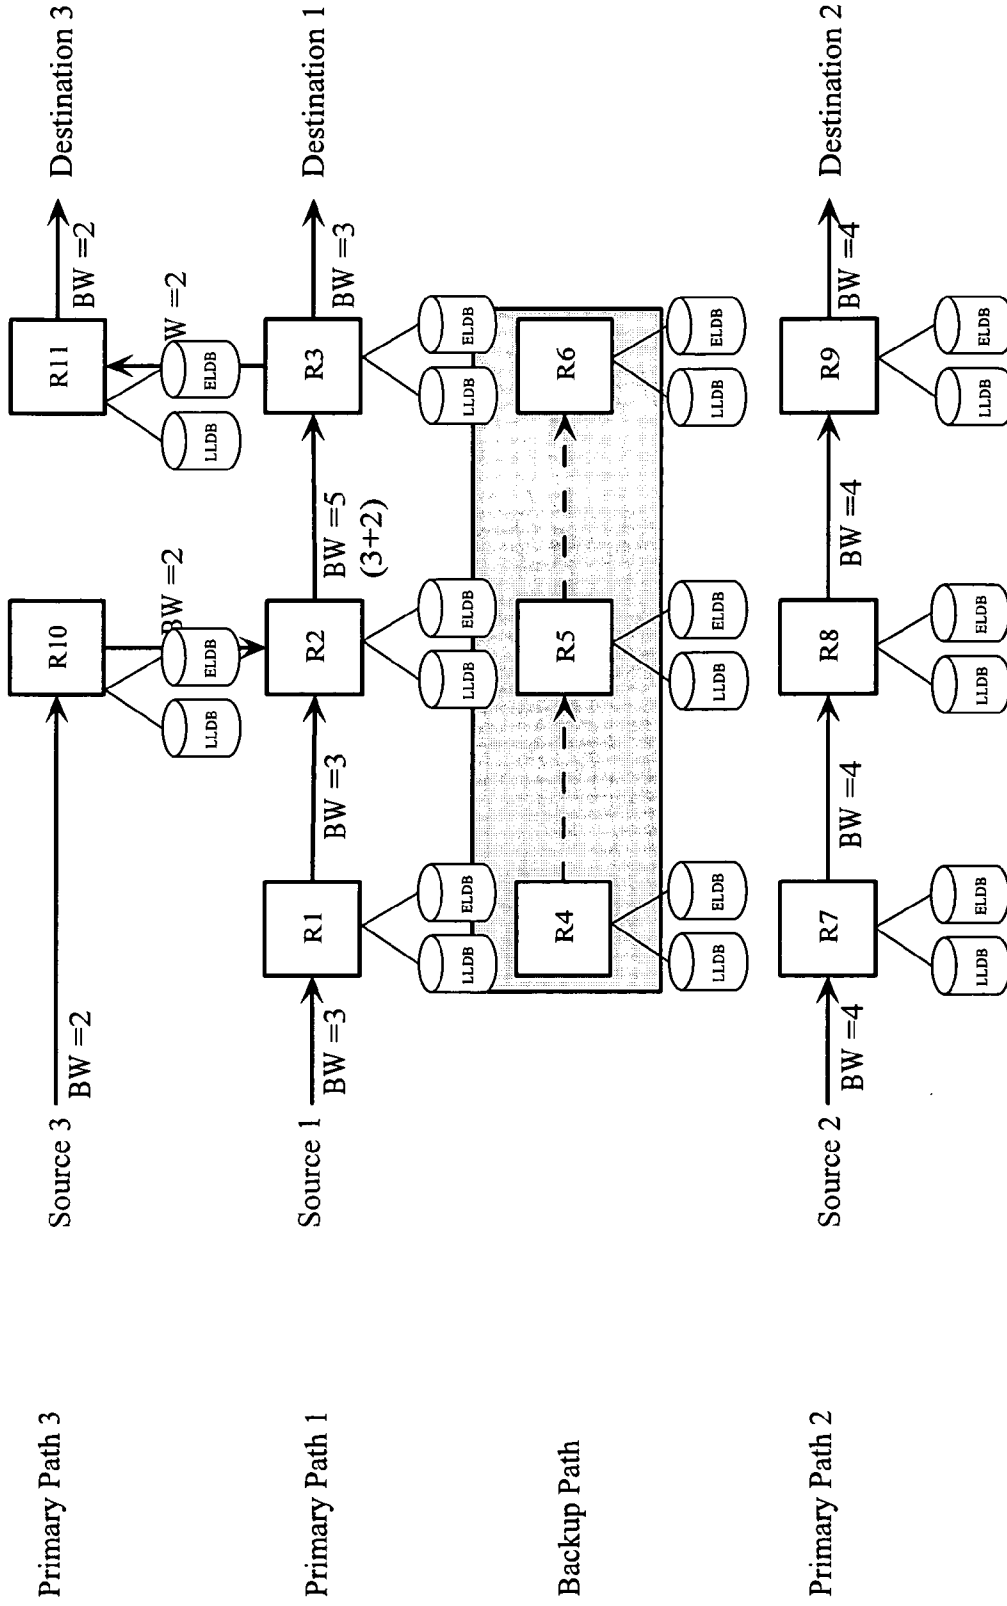 Primary Path 3
Source 3
BW =2
R10
R11
BW =2
Destination 3
BW =2
W =2
LLDB
ELDB
LLDB
ELDB
Primary Path 1
Source 1
BW =3
R1
BW =3
R2
BW =5
(3+2)
R3
BW =3
Destination 1
LLDB
ELDB
LLDB
ELDB
LLDB
ELDB
Backup Path
R4
R5
R6
LLDB
ELDB
LLDB
ELDB
LLDB
ELDB
Primary Path 2
Source 2
BW =4
R7
BW =4
R8
BW =4
R9
BW =4
Destination 2
LLDB
ELDB
LLDB
ELDB
LLDB
ELDB